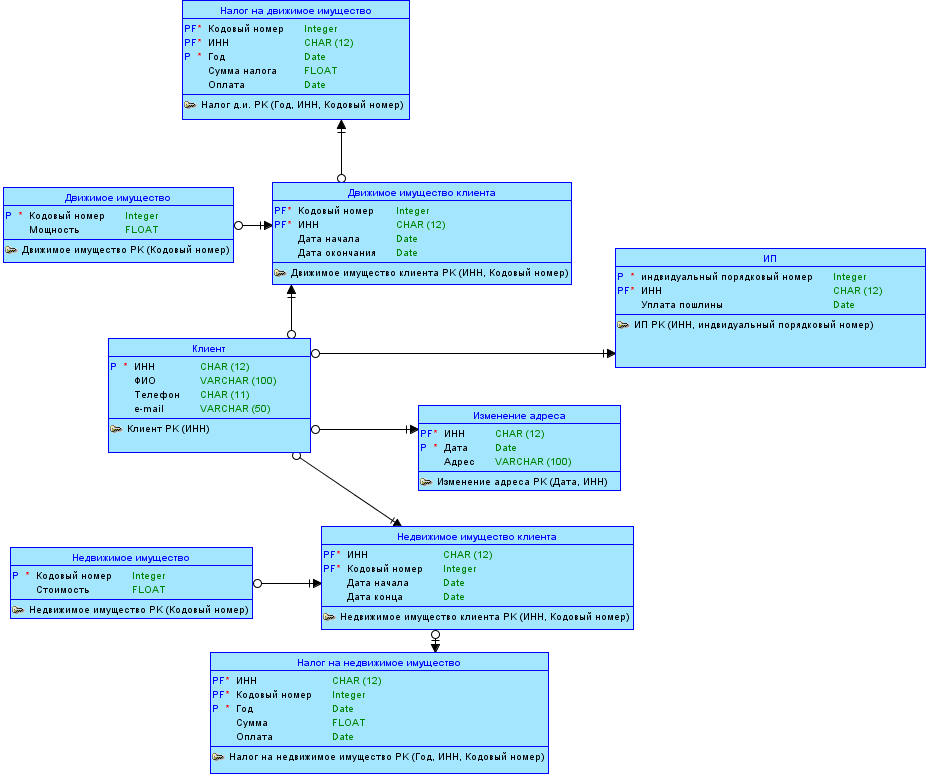 Налог на движимое имущество
PF* Кодовый номер Integer
PF* ИНН CHAR (12)
P * Год Date
Сумма налога FLOAT
Оплата Date
Налог д.и. PK (Год, ИНН, Кодовый номер)
Движимое имущество
P * Кодовый номер Integer
Мощность FLOAT
Движимое имущество PK (Кодовый номер)
Движимое имущество клиента
PF* Кодовый номер Integer
PF* ИНН CHAR (12)
Дата начала Date
Дата окончания Date
Движимое имущество клиента PK (ИНН, Кодовый номер)
ИП
P * индвидуальный порядковый номер Integer
PF* ИНН CHAR (12)
Уплата пошлины Date
ИП PK (ИНН, индвидуальный порядковый номер)
Клиент
P * ИНН CHAR (12)
ФИО VARCHAR (100)
Телефон CHAR (11)
e-mail VARCHAR (50)
Клиент PK (ИНН)
Изменение адреса
PF* ИНН CHAR (12)
P * Дата Date
Адрес VARCHAR (100)
Изменение адреса PK (Дата, ИНН)
Недвижимое имущество
P * Кодовый номер Integer
Стоимость FLOAT
Недвижимое имущество PK (Кодовый номер)
Недвижимое имущество клиента
PF* ИНН CHAR (12)
PF* Кодовый номер Integer
Дата начала Date
Дата конца Date
Недвижимое имущество клиента PK (ИНН, Кодовый номер)
Налог на недвижимое имущество
PF* ИНН CHAR (12)
PF* Кодовый номер Integer
P * Год Date
Сумма FLOAT
Оплата Date
Налог на недвижимое имущество PK (Год, ИНН, Кодовый номер)